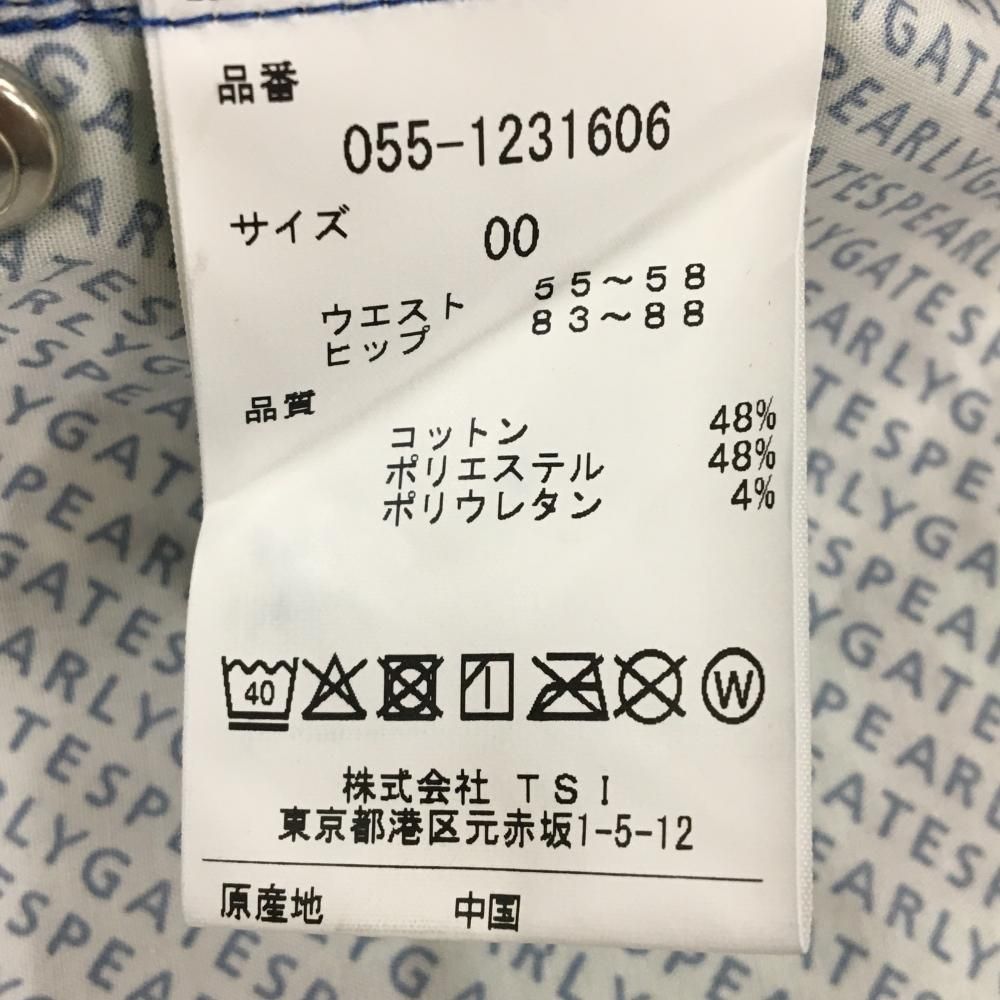 品番
055-1231606
サイズ 00
ウエスト 55～58
ヒップ 83～88
品質
コットン 48%
ポリエステル 48%
ポリウレタン 4%
40 W
株式会社 TSI
東京都港区元赤坂1-5-12
原産地 中国
PEARLYGATES